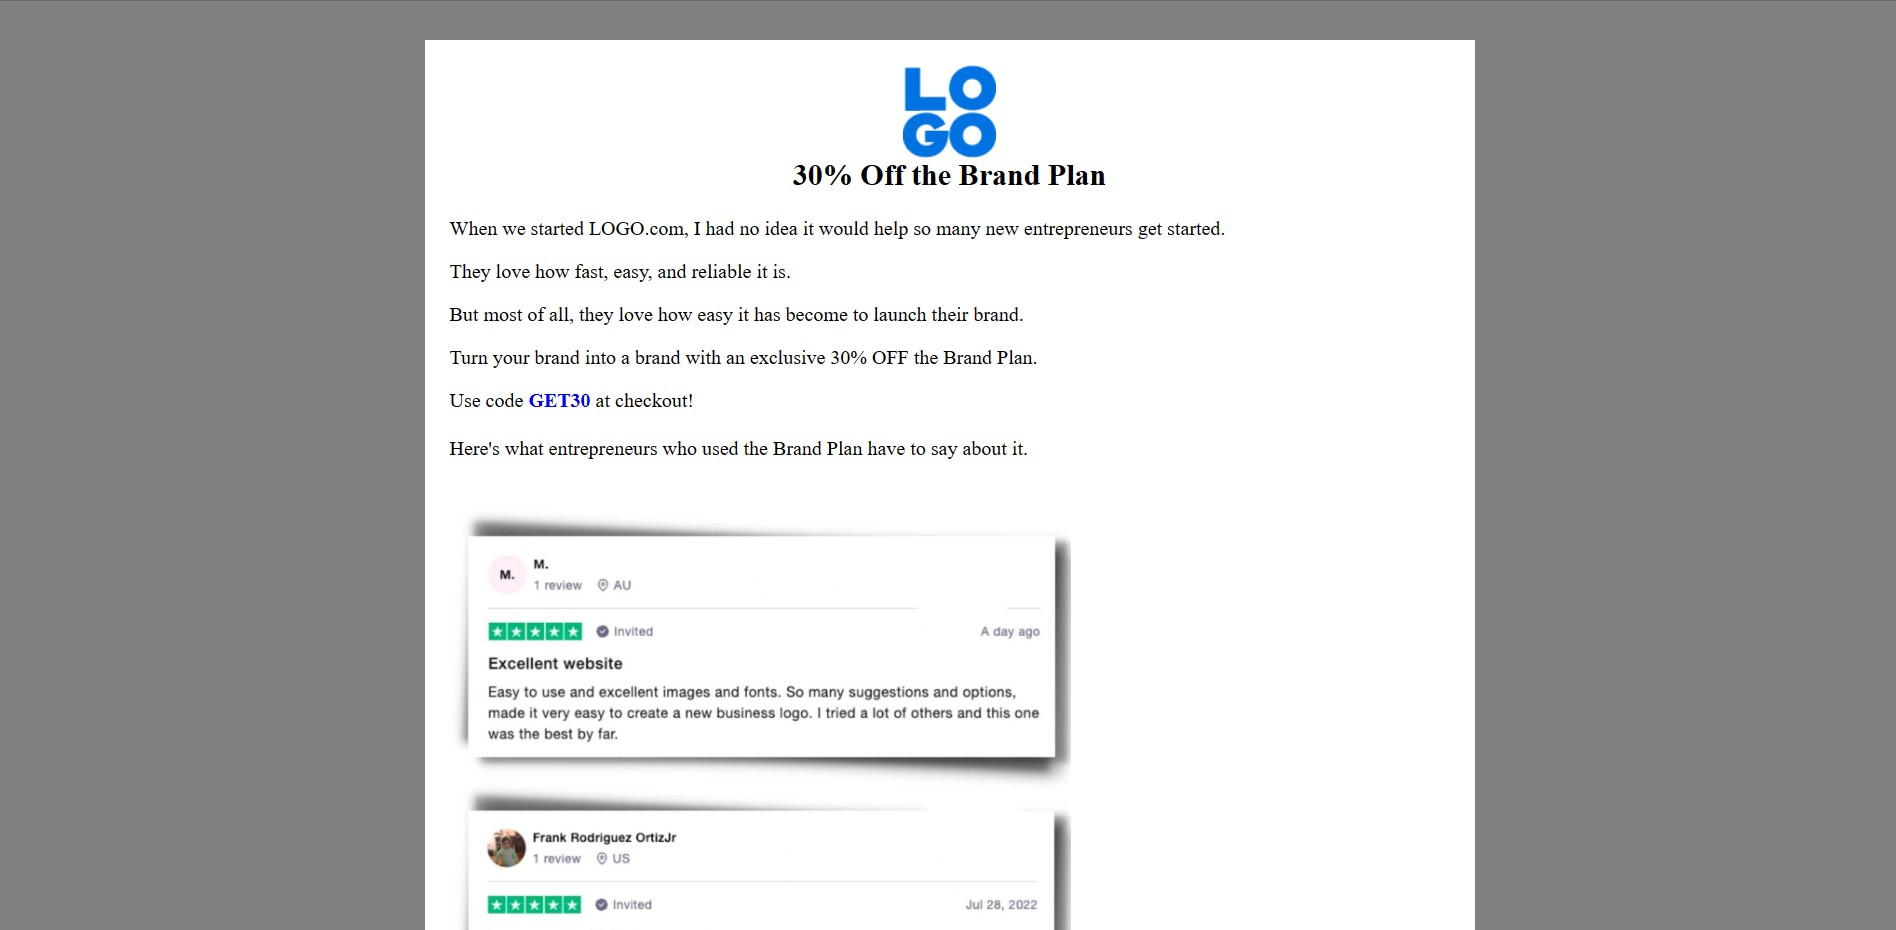 LO
GO
30% Off the Brand Plan
When we started LOGO.com, I had no idea it would help so many new entrepreneurs get started.
They love how fast, easy, and reliable it is.
But most of all, they love how easy it has become to launch their brand.
Turn your brand into a brand with an exclusive 30% OFF the Brand Plan.
Use code GET30 at checkout!
Here's what entrepreneurs who used the Brand Plan have to say about it.
M.
M.
1 review AU
Invited A day ago
Excellent website
Easy to use and excellent images and fonts. So many suggestions and options,
made it very easy to create a new business logo. I tried a lot of others and this one
was the best by far.
Frank Rodriguez OrtizJr
1 review US
Invited Jul 28, 2022